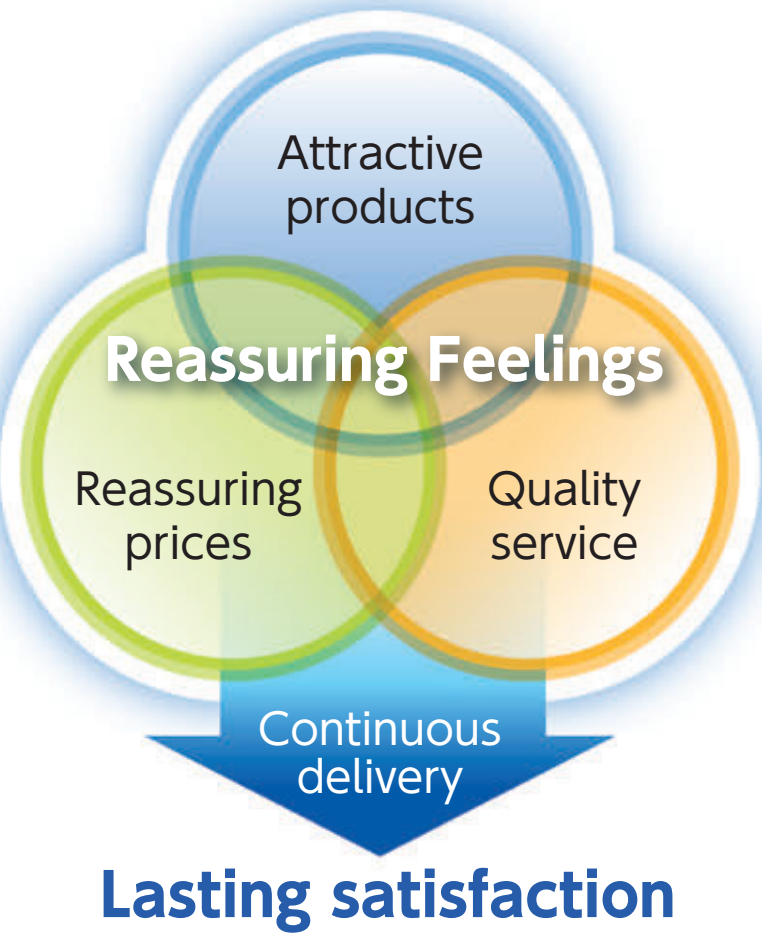 Attractive
products
Reassuring Feelings
Reassuring
prices
Quality
service
Continuous
delivery
Lasting satisfaction